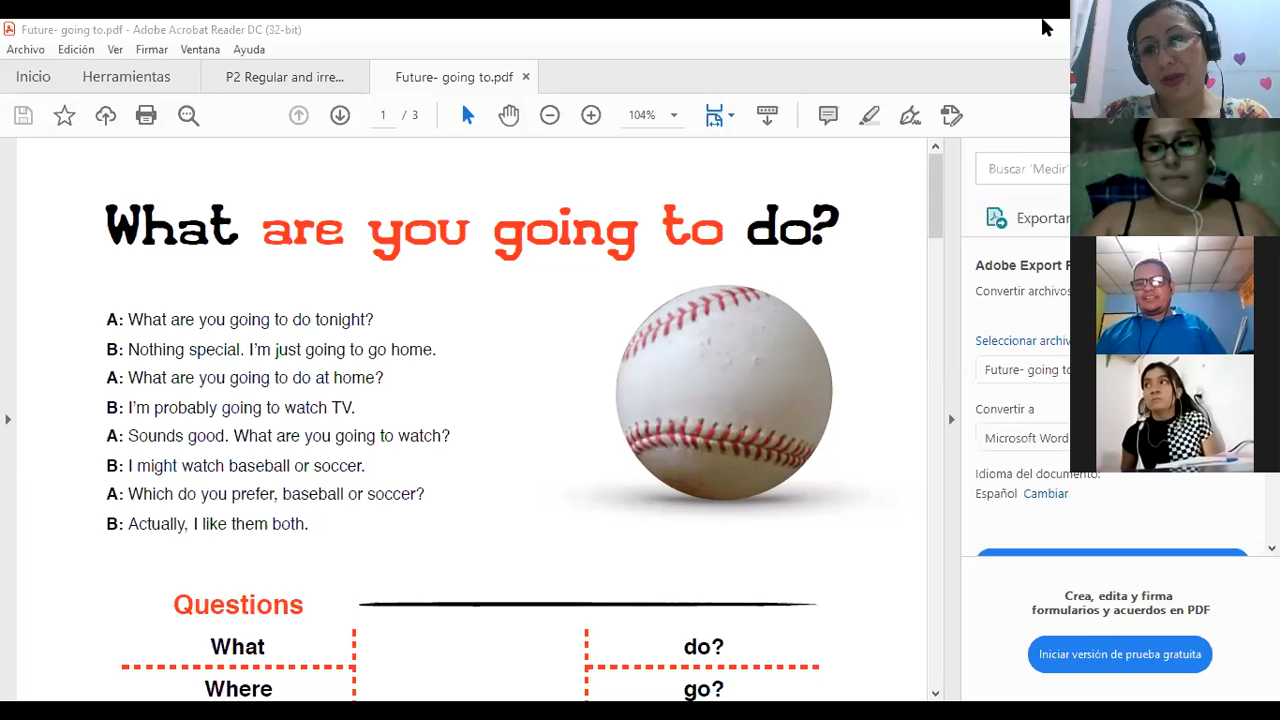 Future- going to.pdf - Adobe Acrobat Reader DC (32-bit)
Archivo Edición Ver Firmar Ventana Ayuda
Inicio Herramientas P2 Regular and irre... Future- going to.pdf ×
1 / 3 104%
What are you going to do?
A: What are you going to do tonight?
B: Nothing special. I'm just going to go home.
A: What are you going to do at home?
B: I'm probably going to watch TV.
A: Sounds good. What are you going to watch?
B: I might watch baseball or soccer.
A: Which do you prefer, baseball or soccer?
B: Actually, I like them both.
Questions
What do?
Where go?
Buscar 'Medir'
Exportar
Adobe Export
Convertir archivos
Seleccionar archiv
Future- going to
Convertir a
Microsoft Word
Idioma del documento:
Español Cambiar
Crea, edita y firma
formularios y acuerdos en PDF
Iniciar versión de prueba gratuita